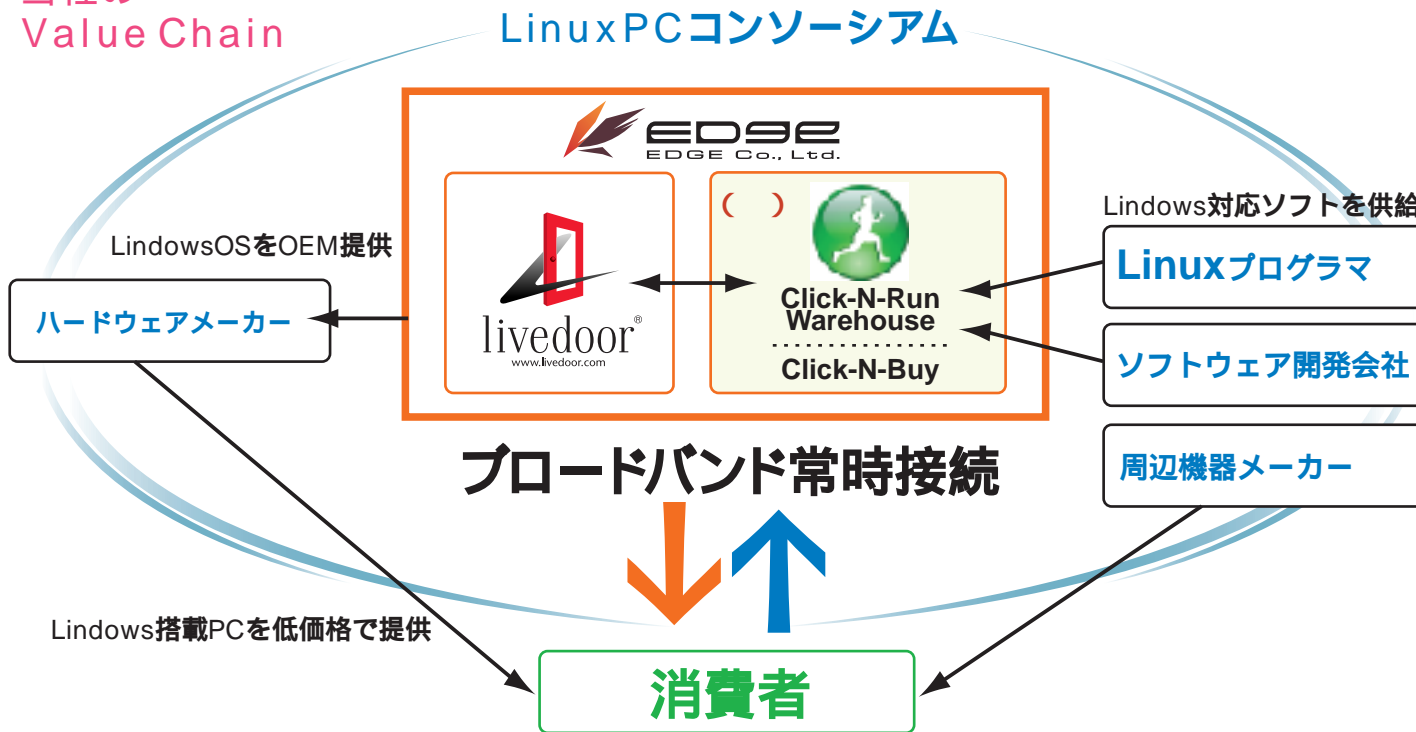 当社の
Value Chain
LinuxPCコンソーシアム
EDGE
EDGE Co., Ltd.
( )
Lindows対応ソフトを供給
LindowsOSをOEM提供
Linuxプログラマ
ハードウェアメーカー
livedoor®
www.livedoor.com
Click-N-Run
Warehouse
Click-N-Buy
ソフトウェア開発会社
周辺機器メーカー
ブロードバンド常時接続
Lindows搭載PCを低価格で提供
消費者